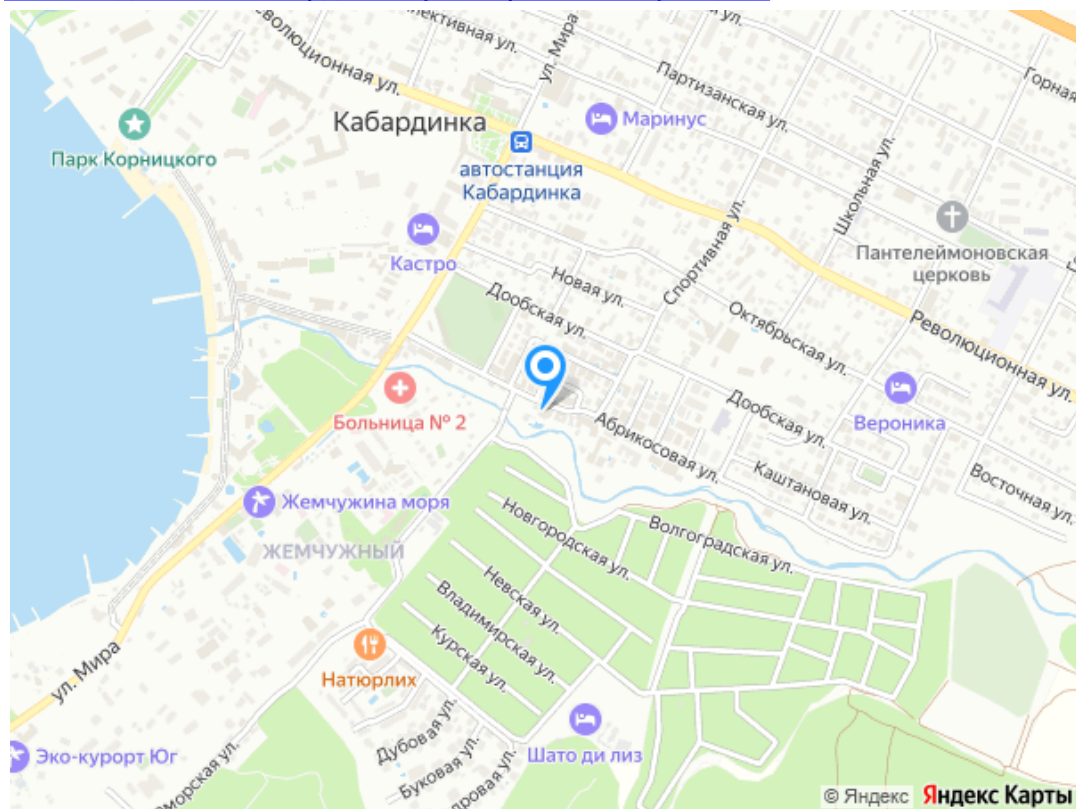 ул. Мира
Партизанская ул.
Горная
Революционная ул.
Кабардинка
Маринус
Парк Корницкого
автостанция
Кабардинка
Школьная ул.
Пантелеймоновская
церковь
Кастро
Новая ул.
Спортивная ул.
Дообская ул.
Октябрьская ул.
Революционная ул.
Больница № 2
Дообская ул.
Вероника
Абрикосовая ул.
Каштановая ул.
Восточная ул.
Жемчужина моря
Новгородская ул.
Волгоградская ул.
ЖЕМЧУЖНЫЙ
Невская ул.
Владимирская ул.
Курская ул.
ул. Мира
Натюрлих
Дубовая ул.
Буковая ул.
Шато ди лиз
Эко-курорт Юг
© Яндекс Яндекс Карты